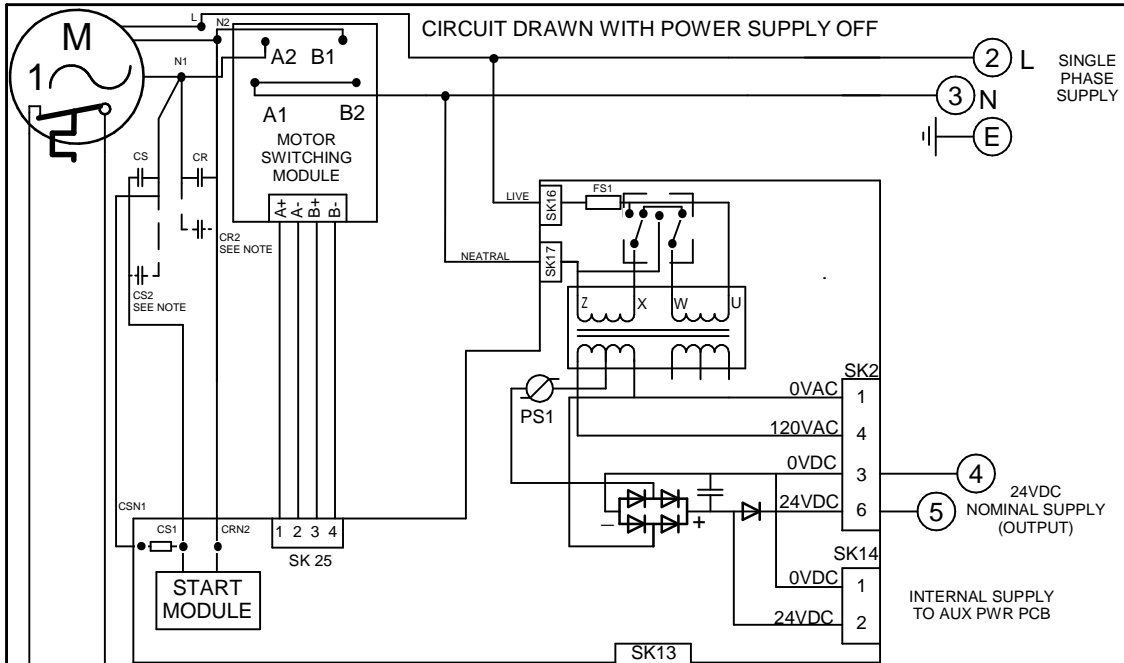 CIRCUIT DRAWN WITH POWER SUPPLY OFF
M
1
L
N2
N1
A2
B1
A1
B2
MOTOR
SWITCHING
MODULE
A+
A-
B+
B-
2
L
3
N
E
SINGLE
PHASE
SUPPLY
CS
CR
CR2
SEE NOTE
CS2
SEE NOTE
LIVE
SK16
FS1
NEATRAL
SK17
Z
X
W
U
PS1
SK2
0VAC
1
120VAC
4
0VDC
3
24VDC
6
4
5
24VDC
NOMINAL SUPPLY
(OUTPUT)
–
+
CSN1
CS1
CRN2
START
MODULE
1 2 3 4
SK 25
SK14
0VDC
1
24VDC
2
INTERNAL SUPPLY
TO AUX PWR PCB
SK13